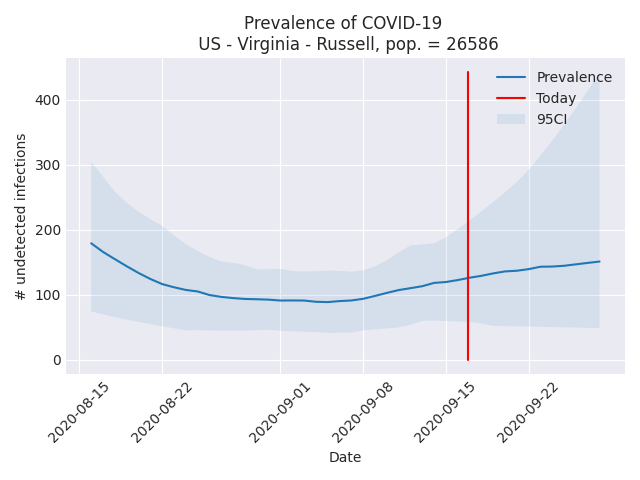 Prevalence of COVID-19
US - Virginia - Russell, pop. = 26586
# undetected infections
400
300
200
100
0
Prevalence
Today
95CI
2020-08-15
2020-08-22
2020-09-01
2020-09-08
2020-09-15
2020-09-22
Date